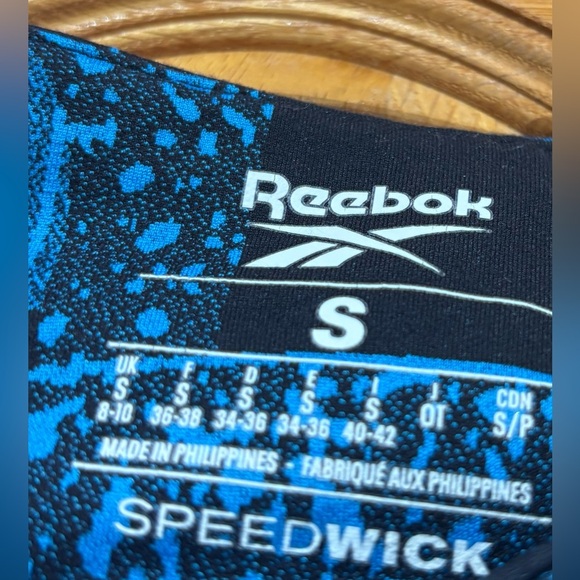 Reebok
S
UK F D E I J CDN
S S S S S OT S/P
8-10 36-38 34-36 34-36 40-42
MADE IN PHILIPPINES - FABRIQUÉ AUX PHILIPPINES
SPEEDWICK